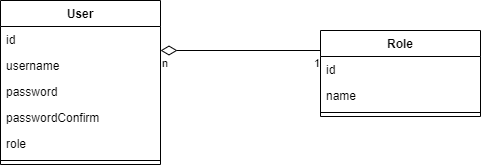 User
id
username
password
passwordConfirm
role
n
1
Role
id
name